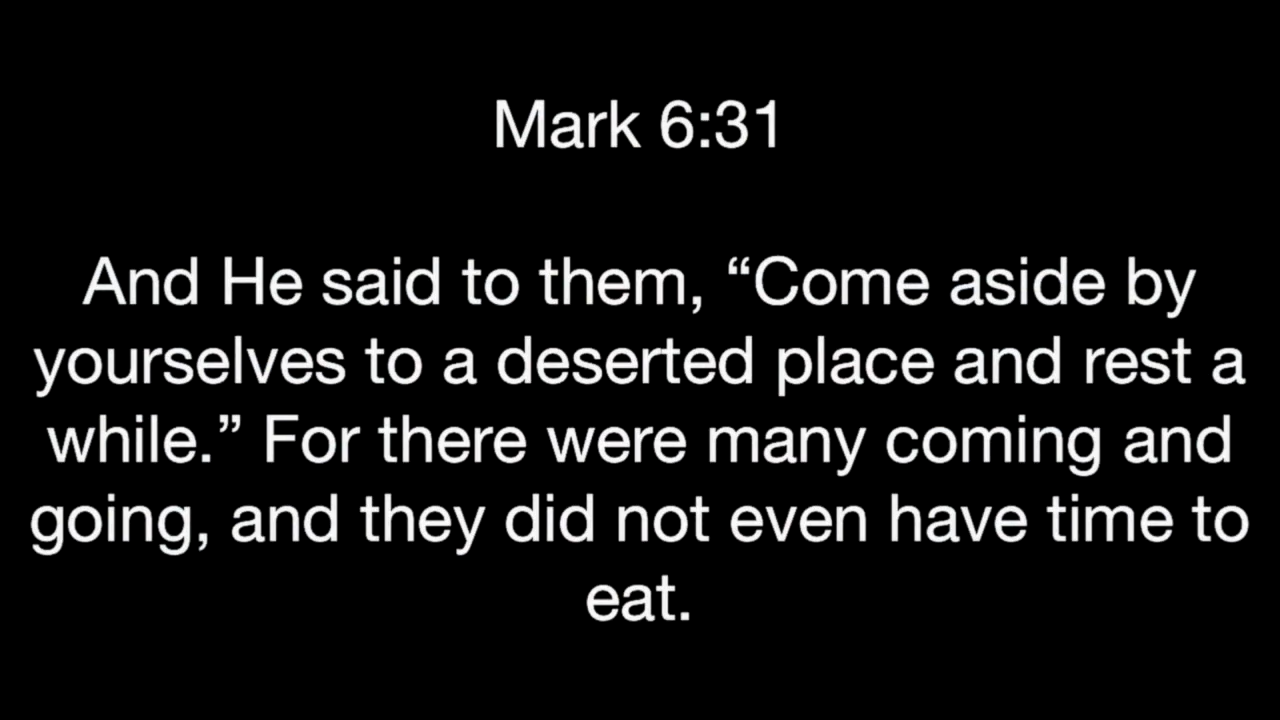 Mark 6:31
And He said to them, “Come aside by
yourselves to a deserted place and rest a
while.” For there were many coming and
going, and they did not even have time to
eat.